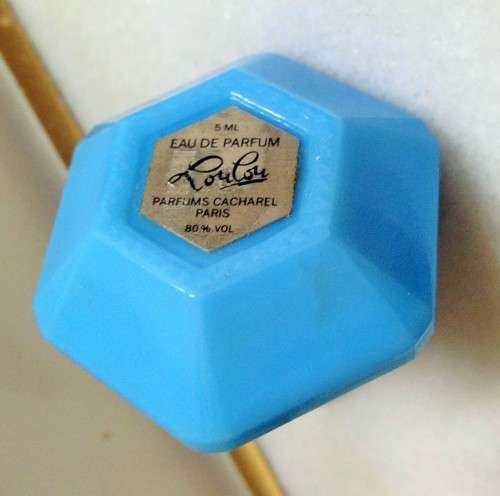 5 ML
EAU DE PARFUM
LouLou
PARFUMS CACHAREL
PARIS
80 % VOL